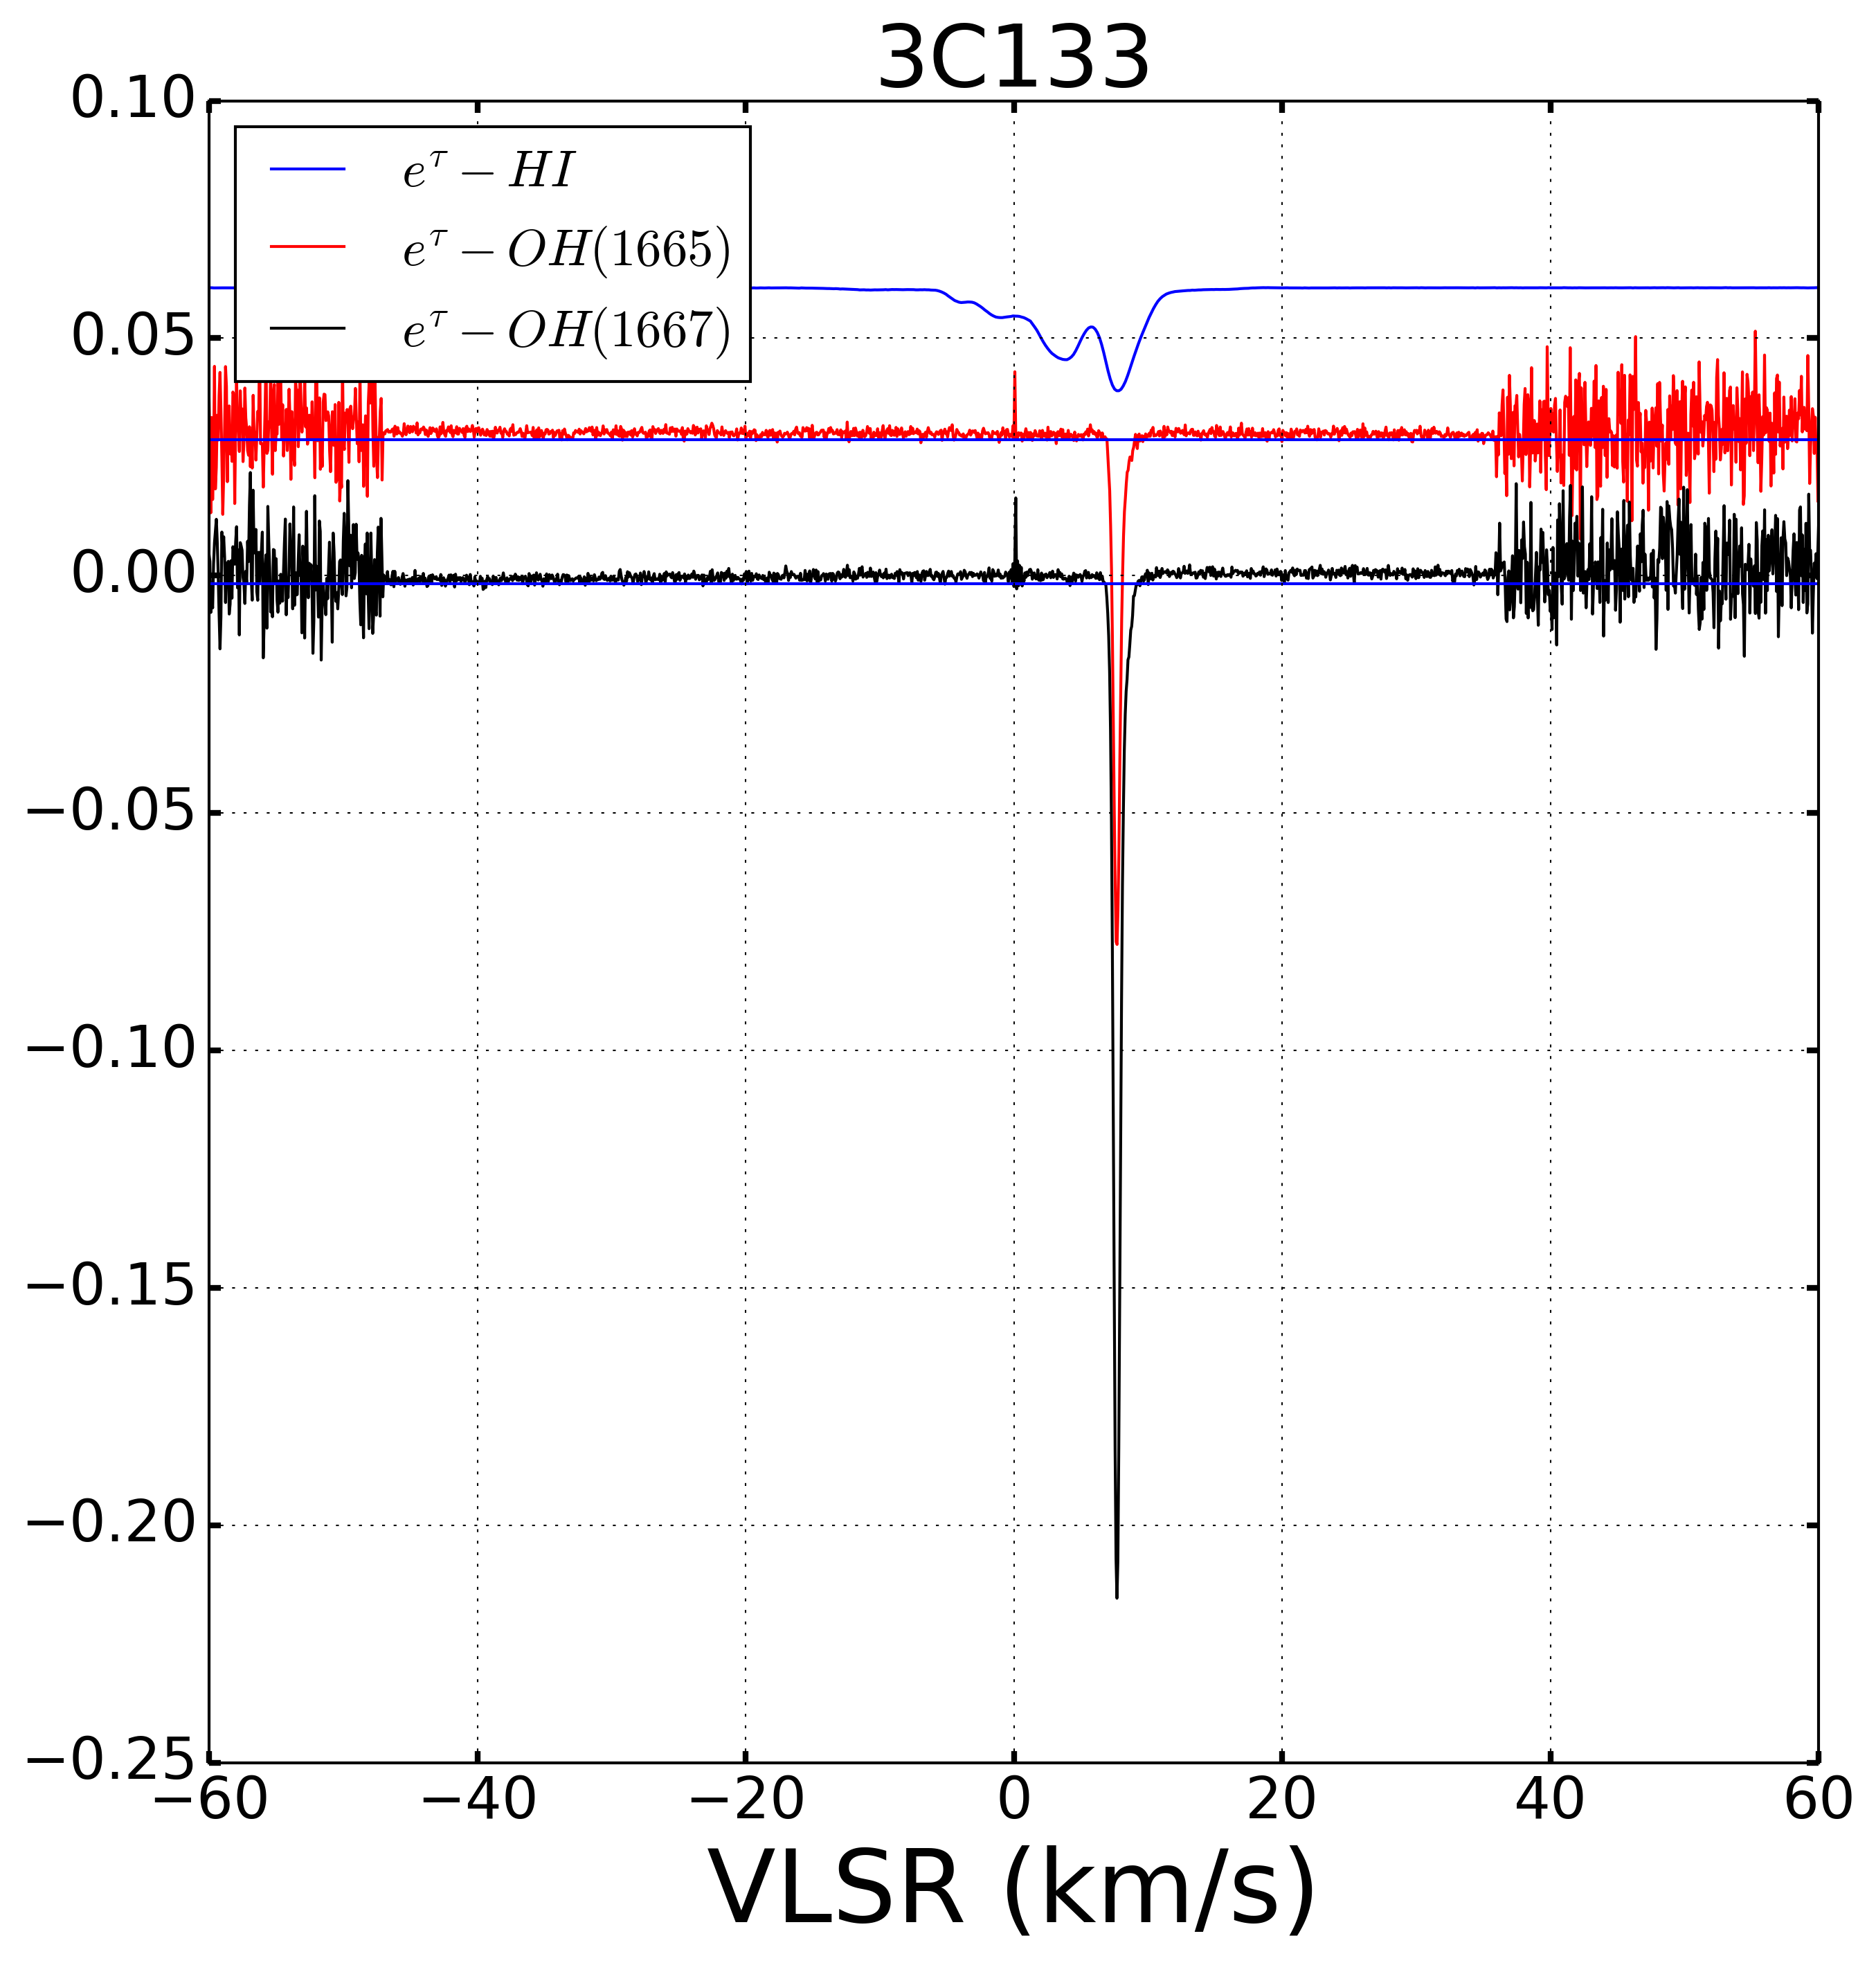 3C133
0.10
0.05
0.00
−0.05
−0.10
−0.15
−0.20
−0.25
e^τ − HI
e^τ − OH(1665)
e^τ − OH(1667)
−60 −40 −20 0 20 40 60
VLSR (km/s)